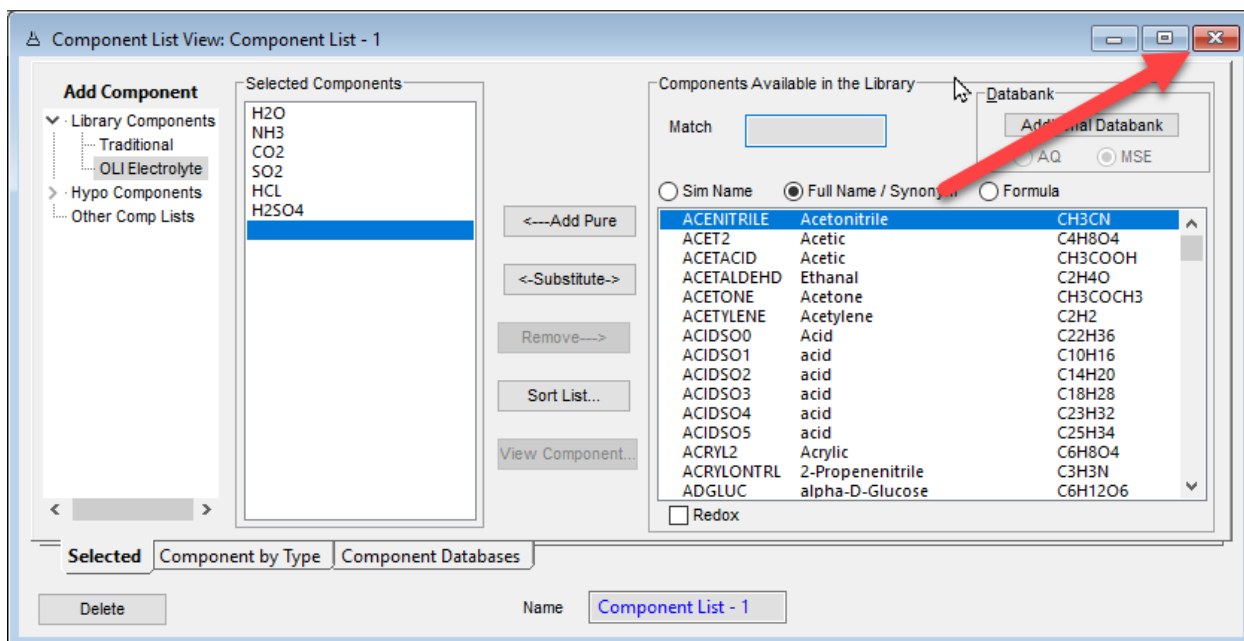 Component List View: Component List - 1
Add Component
Library Components
Traditional
OLI Electrolyte
Hypo Components
Other Comp Lists
Selected Components
H2O
NH3
CO2
SO2
HCL
H2SO4
<---Add Pure
<-Substitute->
Remove--->
Sort List...
View Component...
Components Available in the Library
Match
Databank
Databank
AQ MSE
Sim Name Full Name / Formula
ACENITRILE Acetonitrile CH3CN
ACET2 Acetic C4H8O4
ACETACID Acetic CH3COOH
ACETALDEHD Ethanal C2H4O
ACETONE Acetone CH3COCH3
ACETYLENE Acetylene C2H2
ACIDSO0 Acid C22H36
ACIDSO1 acid C10H16
ACIDSO2 acid C14H20
ACIDSO3 acid C18H28
ACIDSO4 acid C23H32
ACIDSO5 acid C25H34
ACRYL2 Acrylic C6H8O4
ACRYLONTRL 2-Propenenitrile C3H3N
ADGLUC alpha-D-Glucose C6H12O6
Redox
Selected Component by Type Component Databases
Delete
Name Component List - 1